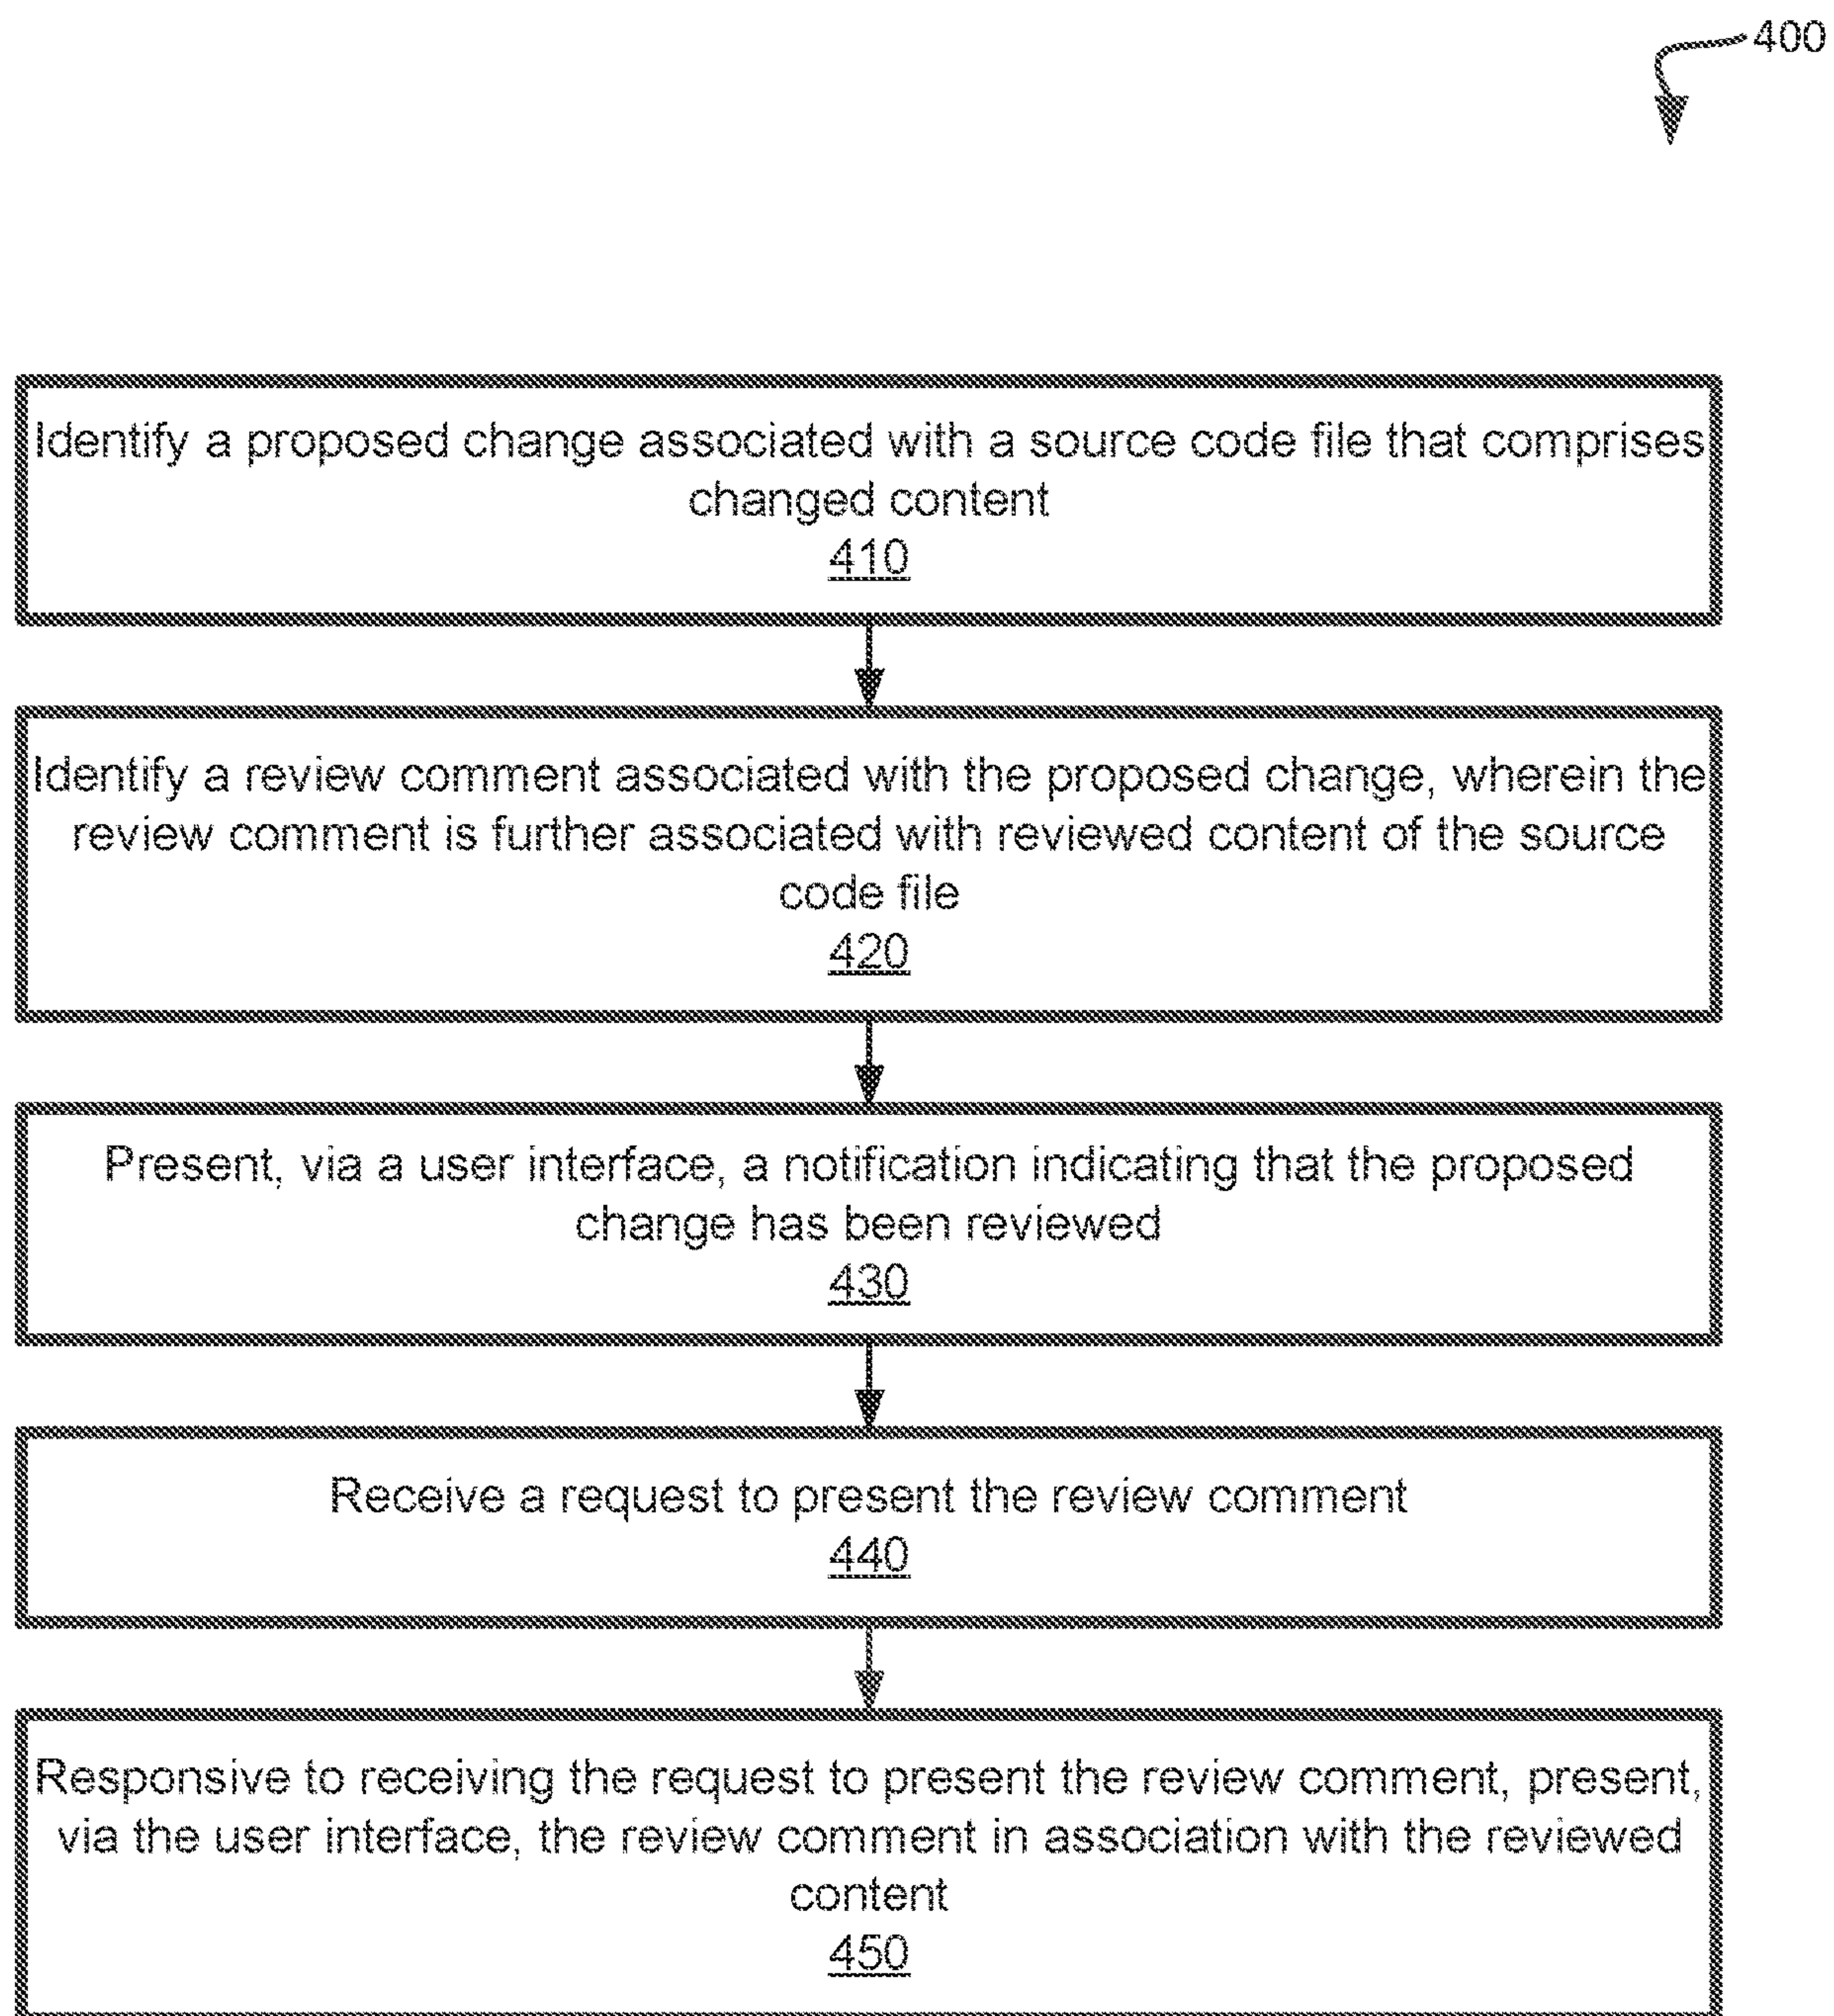 400
Identify a proposed change associated with a source code file that comprises
changed content
410
Identify a review comment associated with the proposed change, wherein the
review comment is further associated with reviewed content of the source
code file
420
Present, via a user interface, a notification indicating that the proposed
change has been reviewed
430
Receive a request to present the review comment
440
Responsive to receiving the request to present the review comment, present,
via the user interface, the review comment in association with the reviewed
content
450